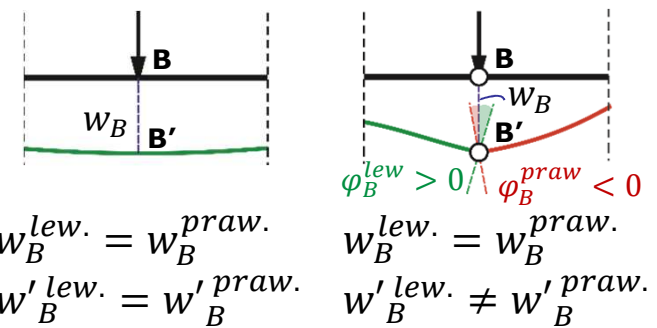 B B
w_B w_B
B' B'
φ_B^{lew} > 0 φ_B^{praw} < 0
w_B^{lew.} = w_B^{praw.} w_B^{lew.} = w_B^{praw.}
w'_B^{lew.} = w'_B^{praw.} w'_B^{lew.} ≠ w'_B^{praw.}